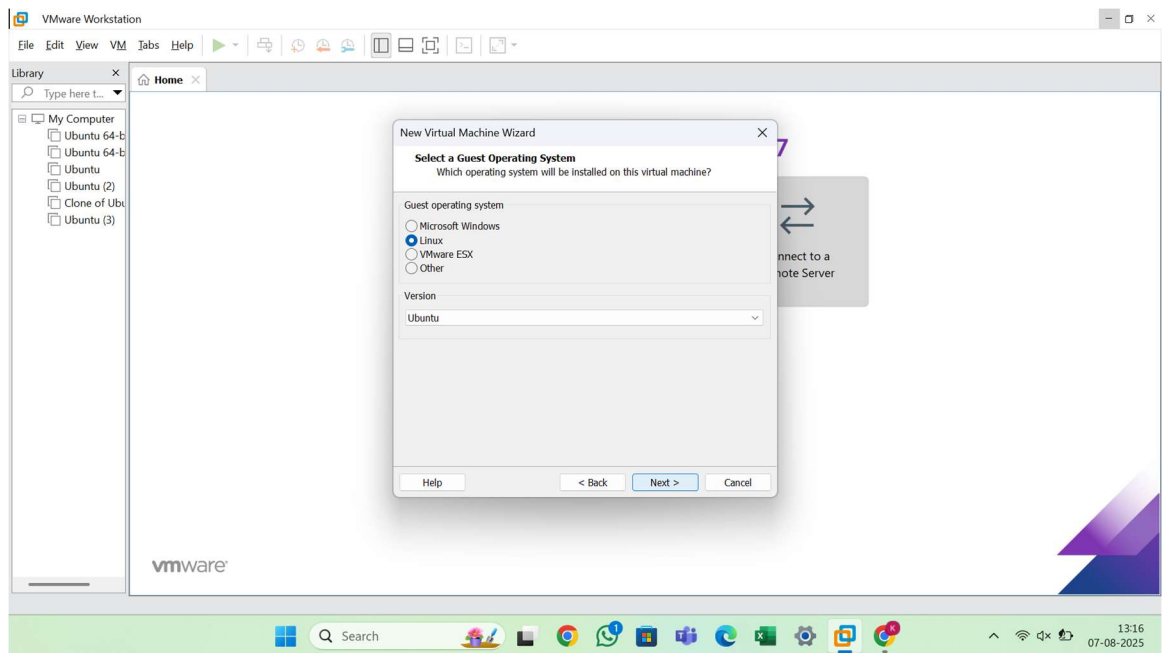 VMware Workstation
File Edit View VM Tabs Help
Library
Type here t...
Home
My Computer
Ubuntu 64-b
Ubuntu 64-b
Ubuntu
Ubuntu (2)
Clone of Ubu
Ubuntu (3)
7
nnect to a
note Server
New Virtual Machine Wizard
Select a Guest Operating System
Which operating system will be installed on this virtual machine?
Guest operating system
Microsoft Windows
Linux
VMware ESX
Other
Version
Ubuntu
Help < Back Next > Cancel
vmware
Search
1
K
13:16
07-08-2025